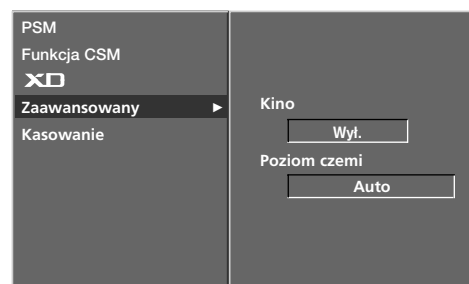 PSM
Funkcja CSM
XD
Zaawansowany ►
Kasowanie
Kino
Wył.
Poziom czemi
Auto